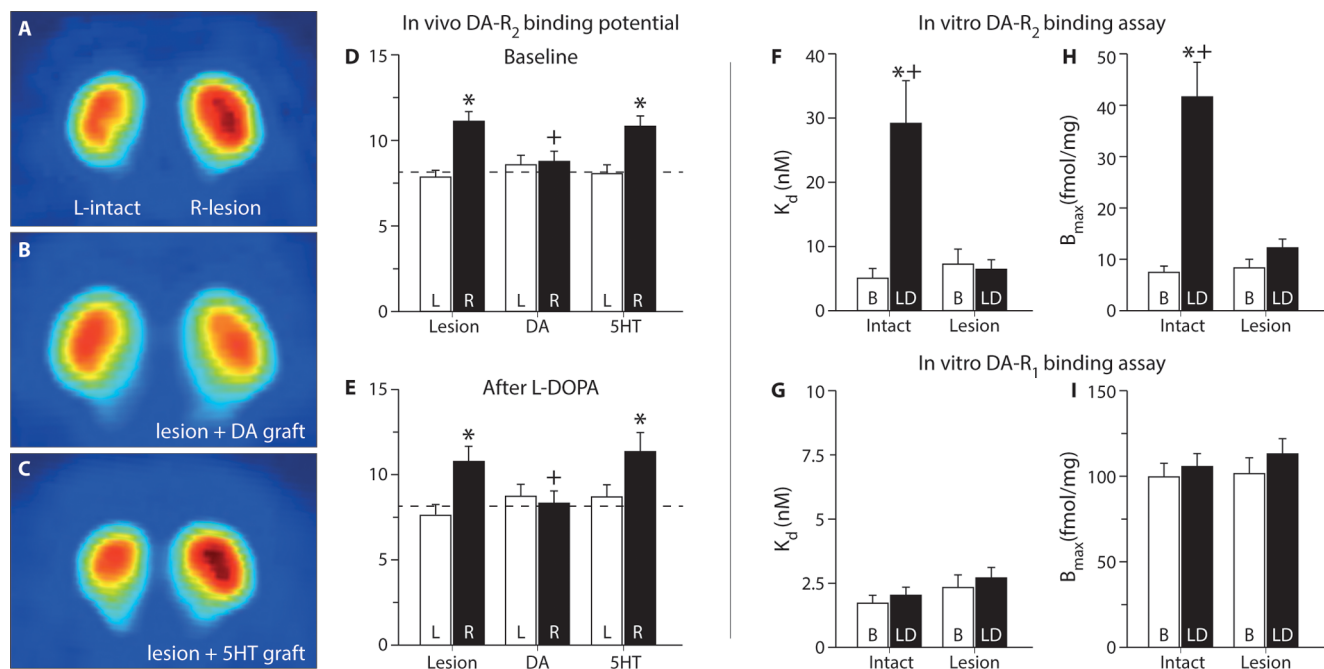 A
L-intact R-lesion
B
lesion + DA graft
C
lesion + 5HT graft
In vivo DA-R2 binding potential
D
Baseline
15
10
5
0
L R L R L R
* + *
Lesion DA 5HT
E
After L-DOPA
15
10
5
0
L R L R L R
* + *
Lesion DA 5HT
In vitro DA-R2 binding assay
F
40
30
20
10
0
Kd (nM)
*+
B LD B LD
Intact Lesion
H
50
40
30
20
10
0
Bmax(fmol/mg)
*+
B LD B LD
Intact Lesion
In vitro DA-R1 binding assay
G
10
7.5
5
2.5
0
Kd (nM)
B LD B LD
Intact Lesion
I
150
100
50
0
Bmax(fmol/mg)
B LD B LD
Intact Lesion